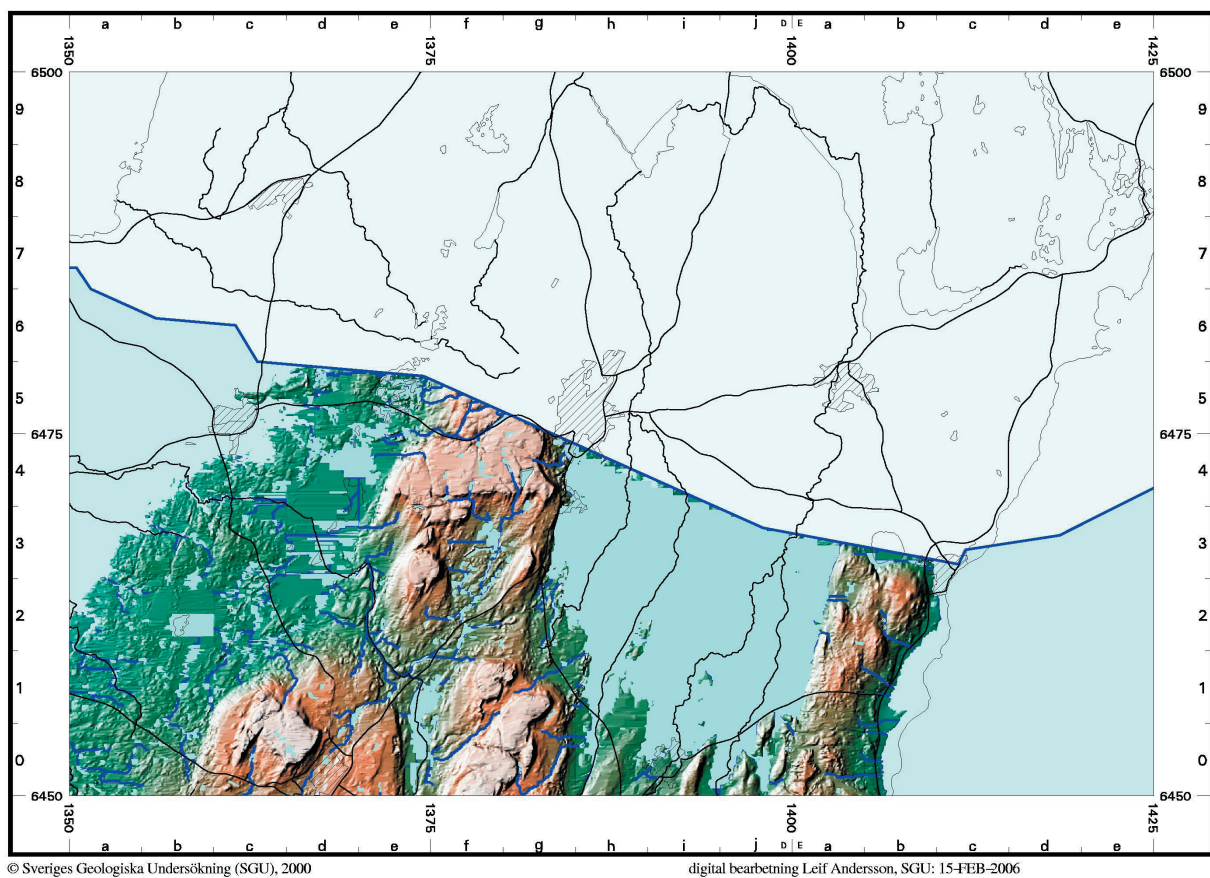 a b c d e f g h i j D E a b c d e
1350 1375 1400 1425
6500 6500
9 9
8 8
7 7
6 6
5 5
6475 6475
4 4
3 3
2 2
1 1
0 0
6450 6450
1350 1375 1400 1425
a b c d e f g h i j D E a b c d e
© Sveriges Geologiska Undersökning (SGU), 2000 digital bearbetning Leif Andersson, SGU: 15-FEB-2006